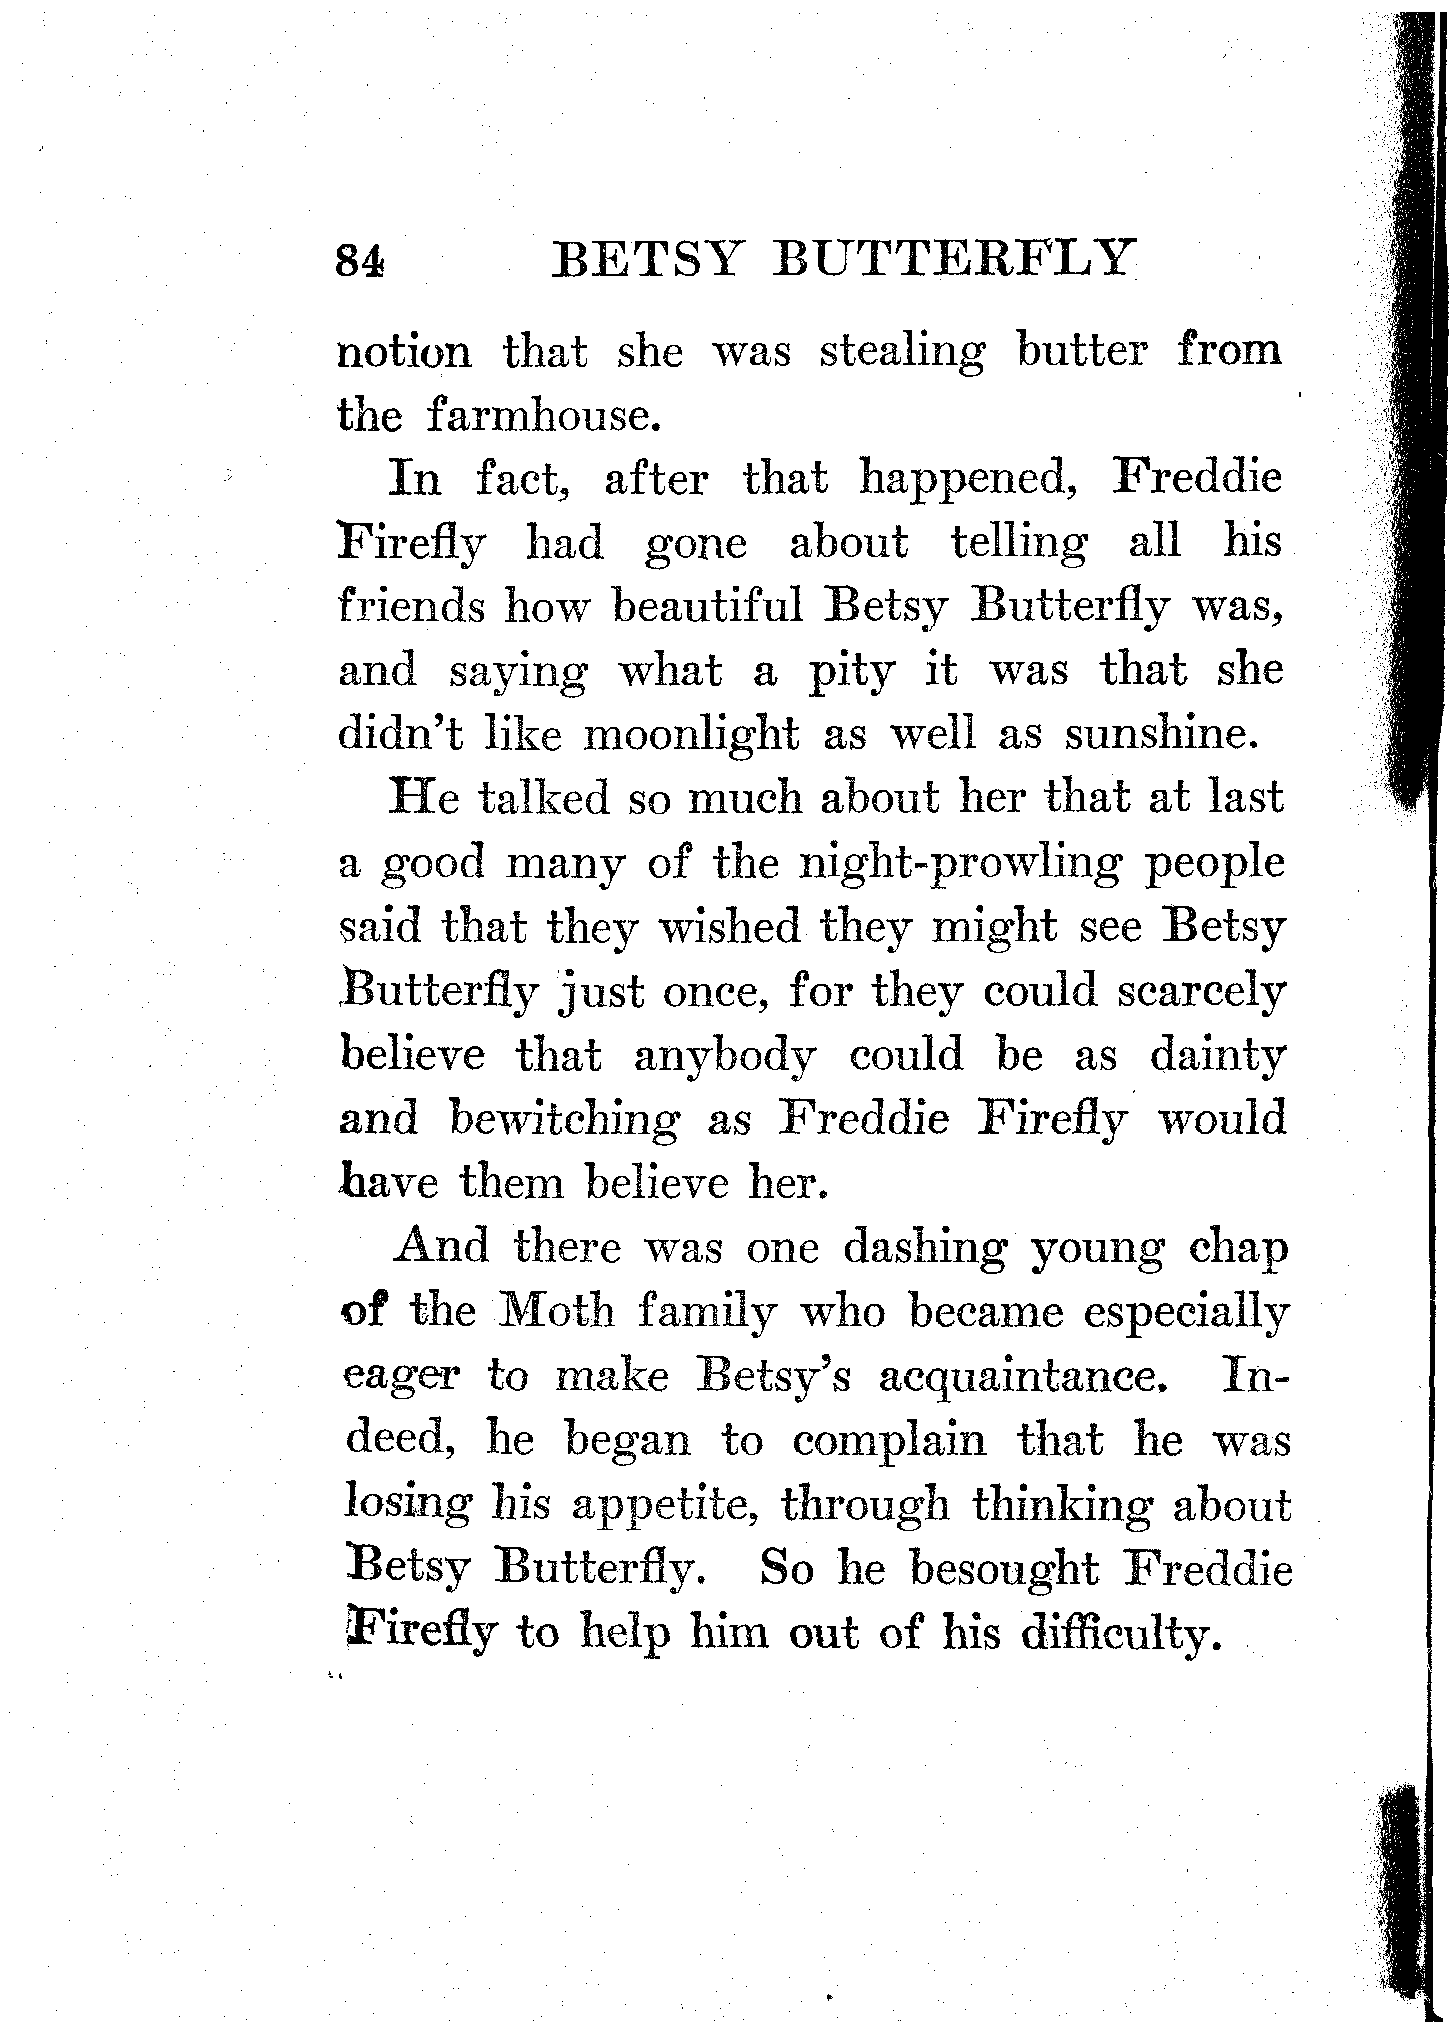 84 BETSY BUTTERFLY
notion that she was stealing butter from
the farmhouse.
In fact, after that happened, Freddie
Firefly had gone about telling all his
friends how beautiful Betsy Butterfly was,
and saying what a pity it was that she
didn't like moonlight as well as sunshine.
He talked so much about her that at last
a good many of the night-prowling people
said that they wished they might see Betsy
Butterfly just once, for they could scarcely
believe that anybody could be as dainty
and bewitching as Freddie Firefly would
have them believe her.
And there was one dashing young chap
of the Moth family who became especially
eager to make Betsy's acquaintance. In-
deed, he began to complain that he was
losing his appetite, through thinking about
Betsy Butterfly. So he besought Freddie
Firefly to help him out of his difficulty.